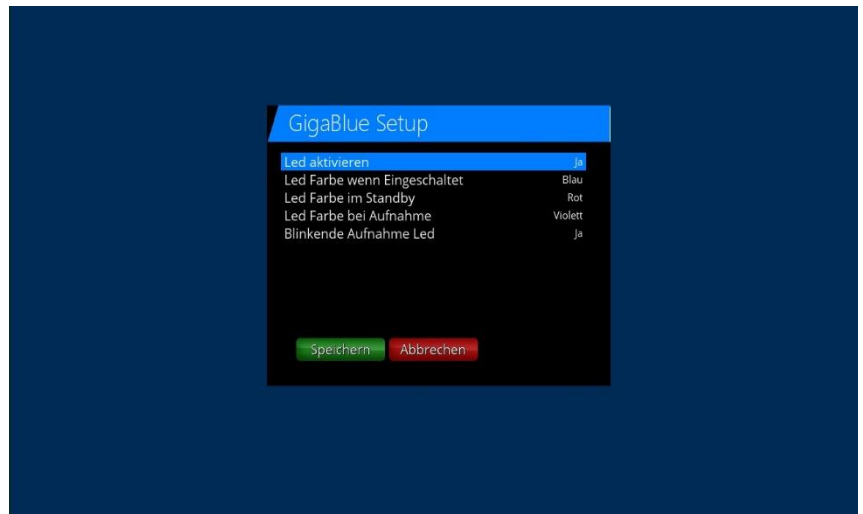 GigaBlue Setup
Led aktivieren Ja
Led Farbe wenn Eingeschaltet Blau
Led Farbe im Standby Rot
Led Farbe bei Aufnahme Violett
Blinkende Aufnahme Led Ja
Speichern Abbrechen